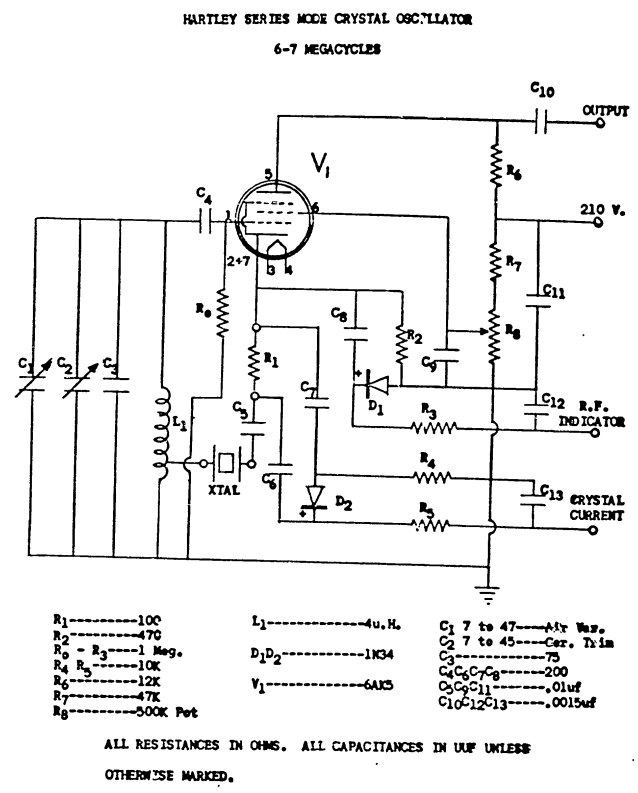 HARTLEY SERIES MODE CRYSTAL OSCILLATOR
6-7 MEGACYCLES
C10
OUTPUT
R6
V1
5
C4
1
6
210 V.
2+7
3
4
R7
C11
R0
C8
R2
R8
C1
C2
C3
R1
C7
C9
C12
D1
R.F.
INDICATOR
L1
C5
R3
XTAL
C6
R4
D2
C13
CRYSTAL
CURRENT
R5
R1--------100
R2--------470
R0 - R3---1 Meg.
R4 R5-----10K
R6--------12K
R7--------47K
R8--------500K Pot
L1------------4u.H.
D1D2----------1N34
V1------------6AK5
C1 7 to 47----Air Var.
C2 7 to 45----Cer. Trim
C3------------75
C4C6C7C8------200
C5C9C11-------.01uf
C10C12C13-----.0015uf
ALL RESISTANCES IN OHMS. ALL CAPACITANCES IN UUF UNLESS
OTHERWISE MARKED.